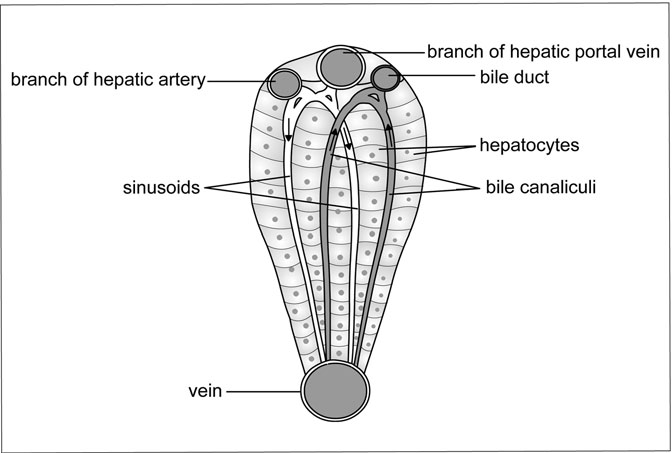 branch of hepatic portal vein
branch of hepatic artery
bile duct
hepatocytes
sinusoids
bile canaliculi
vein